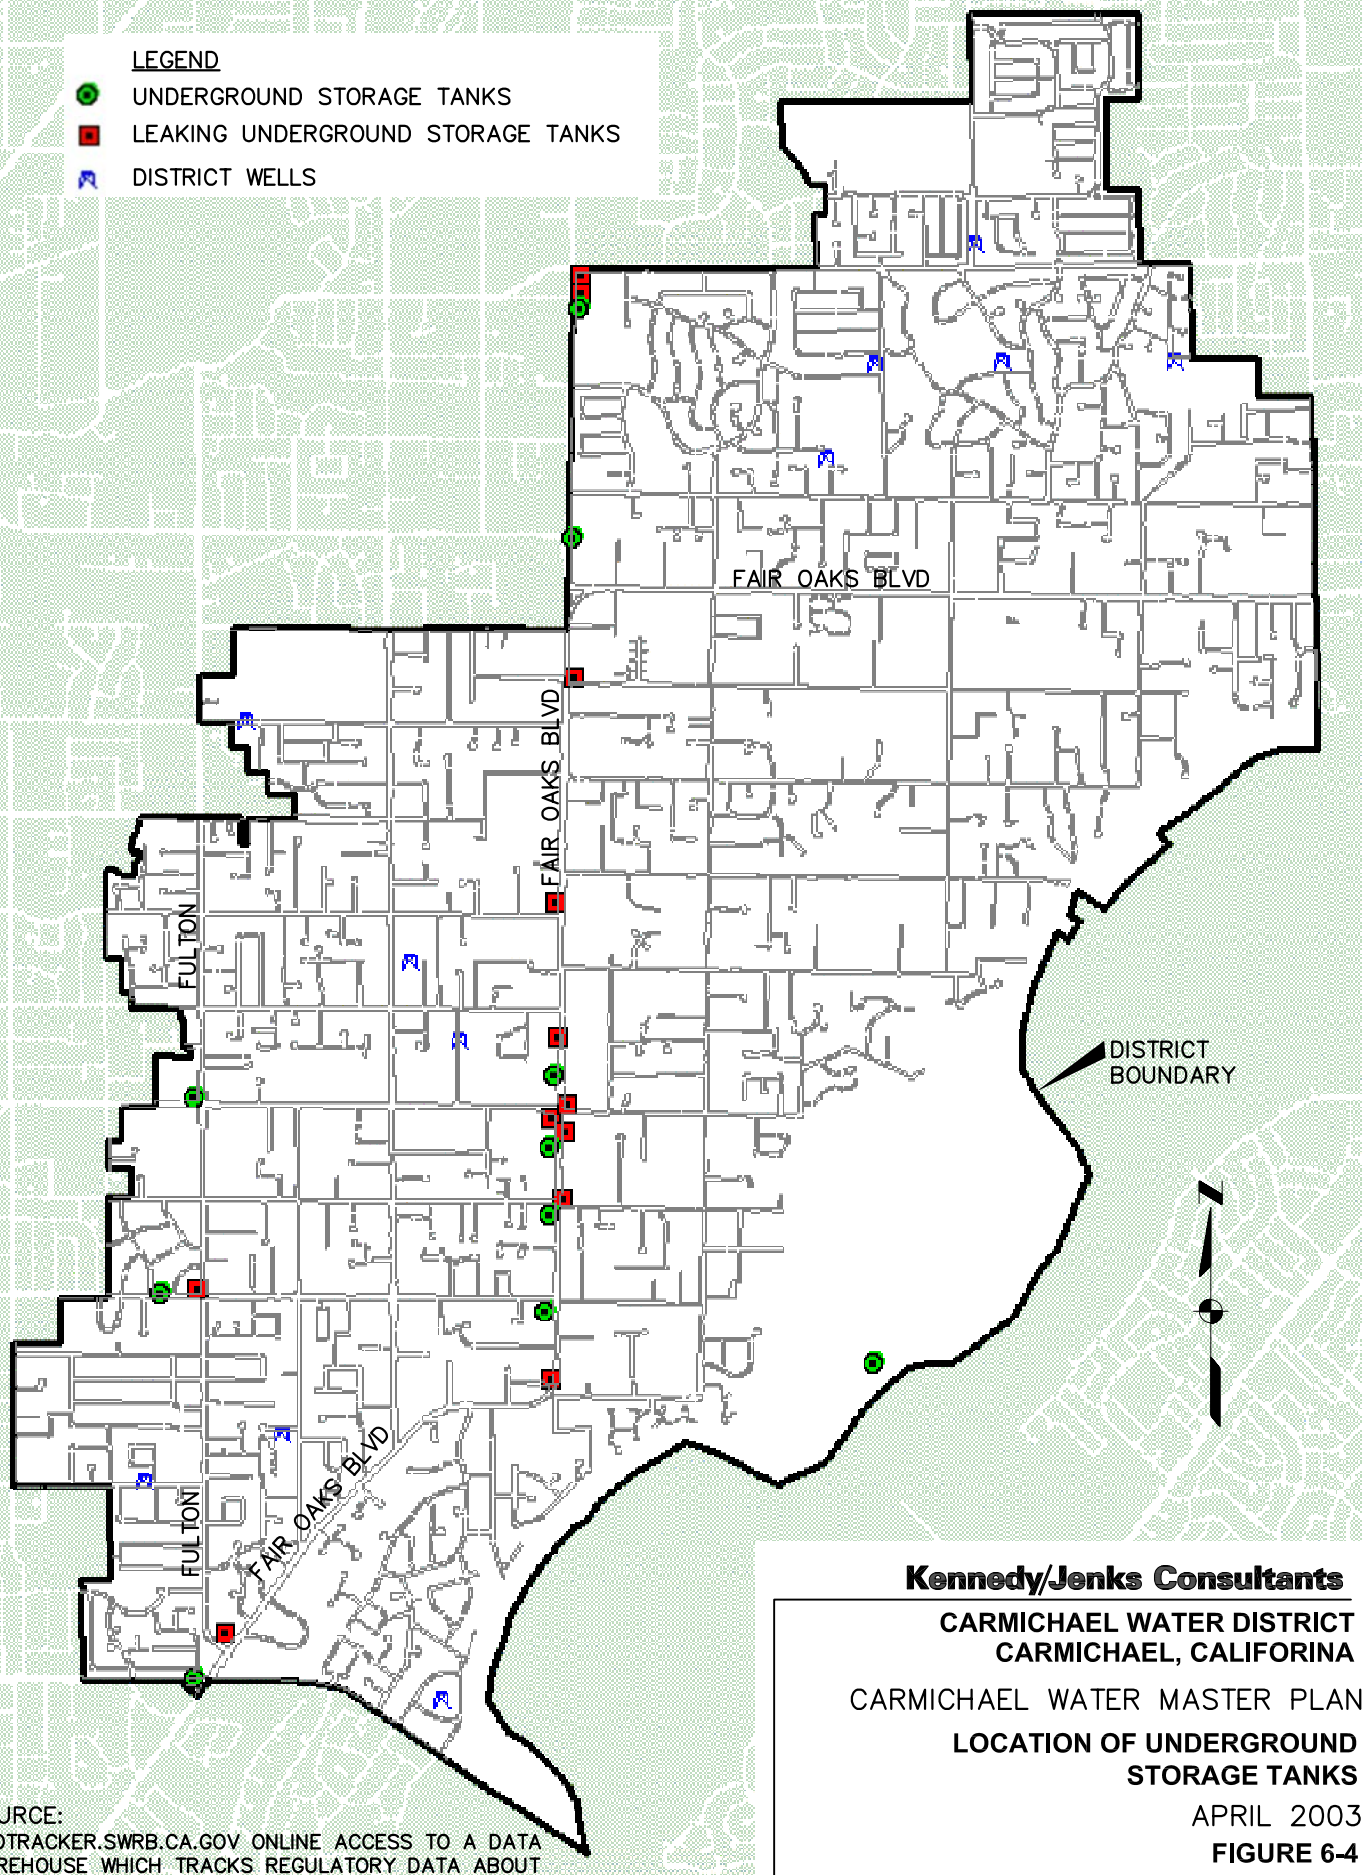 LEGEND
UNDERGROUND STORAGE TANKS
LEAKING UNDERGROUND STORAGE TANKS
DISTRICT WELLS
FAIR OAKS BLVD
FAIR OAKS BLVD
FULTON
DISTRICT
BOUNDARY
FAIR OAKS BLVD
FULTON
Kennedy/Jenks Consultants
CARMICHAEL WATER DISTRICT
CARMICHAEL, CALIFORINA
CARMICHAEL WATER MASTER PLAN
LOCATION OF UNDERGROUND
STORAGE TANKS
APRIL 2003
FIGURE 6-4
URCE:
OTRACKER.SWRB.CA.GOV ONLINE ACCESS TO A DATA
REHOUSE WHICH TRACKS REGULATORY DATA ABOUT